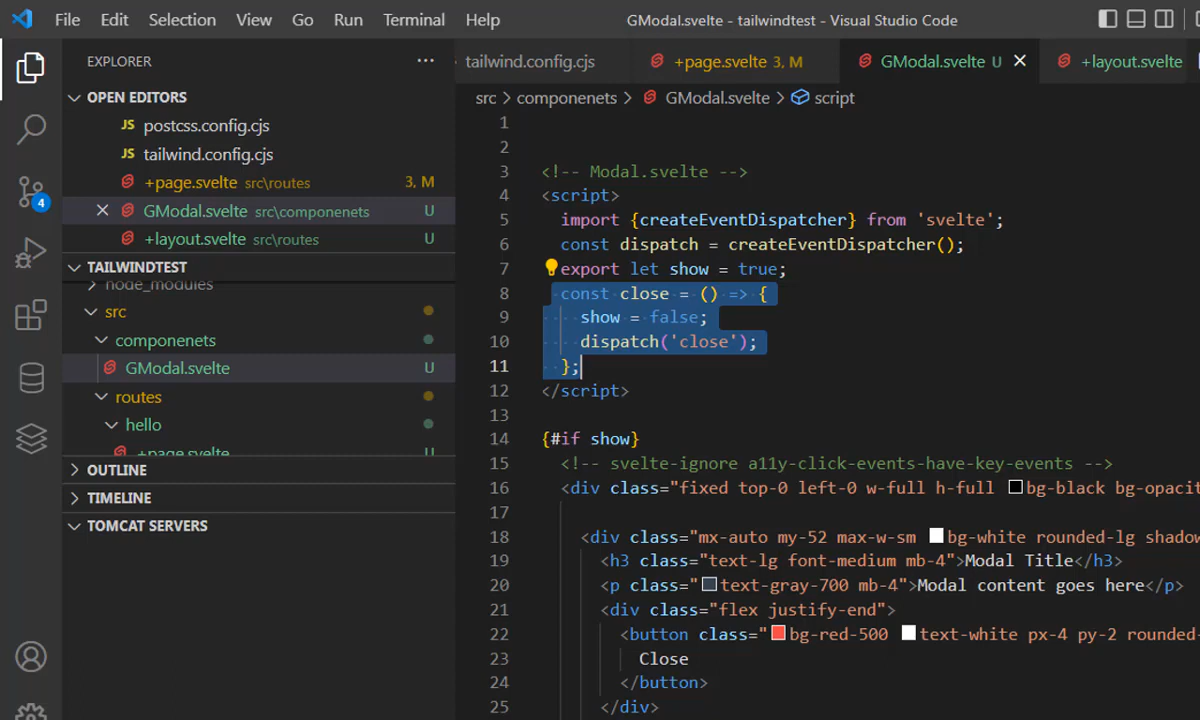 File Edit Selection View Go Run Terminal Help
GModal.svelte - tailwindtest - Visual Studio Code
EXPLORER ···
OPEN EDITORS
JS postcss.config.cjs
JS tailwind.config.cjs
+page.svelte src\routes 3, M
GModal.svelte src\componenets U
+layout.svelte src\routes U
TAILWINDTEST
node_modules
src
componenets
GModal.svelte U
routes
hello
+page.svelte U
OUTLINE
TIMELINE
TOMCAT SERVERS
4
tailwind.config.cjs +page.svelte 3, M GModal.svelte U +layout.svelte
src > componenets > GModal.svelte > script
1
2
3 <!-- Modal.svelte -->
4 <script>
5 import {createEventDispatcher} from 'svelte';
6 const dispatch = createEventDispatcher();
7 export let show = true;
8 const close = () => {
9 show = false;
10 dispatch('close');
11 };
12 </script>
13
14 {#if show}
15 <!-- svelte-ignore a11y-click-events-have-key-events -->
16 <div class="fixed top-0 left-0 w-full h-full bg-black bg-opacit
17
18 <div class="mx-auto my-52 max-w-sm bg-white rounded-lg shadow
19 <h3 class="text-lg font-medium mb-4">Modal Title</h3>
20 <p class="text-gray-700 mb-4">Modal content goes here</p>
21 <div class="flex justify-end">
22 <button class="bg-red-500 text-white px-4 py-2 rounded-
23 Close
24 </button>
25 </div>